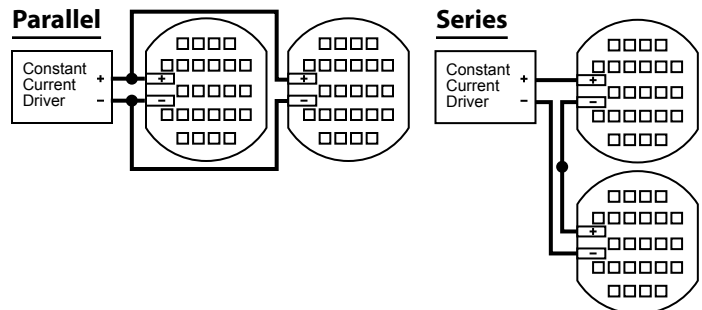 Parallel
Constant
Current
Driver
+
–
+
–
+
–
Series
Constant
Current
Driver
+
–
+
–
+
–